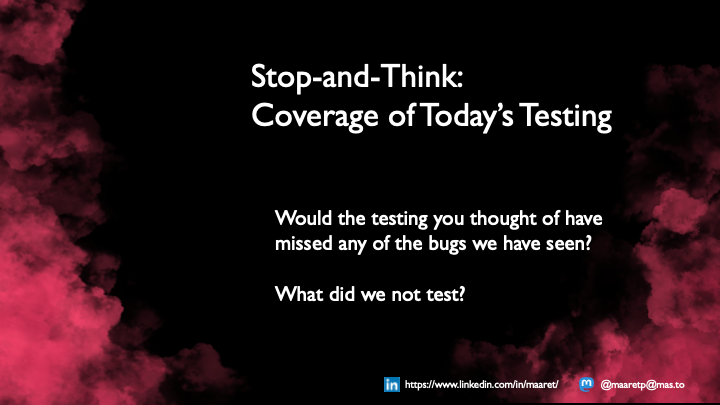 Stop-and-Think:
Coverage of Today's Testing
Would the testing you thought of have
missed any of the bugs we have seen?
What did we not test?
in https://www.linkedin.com/in/maaret/ m @maaretp@mas.to